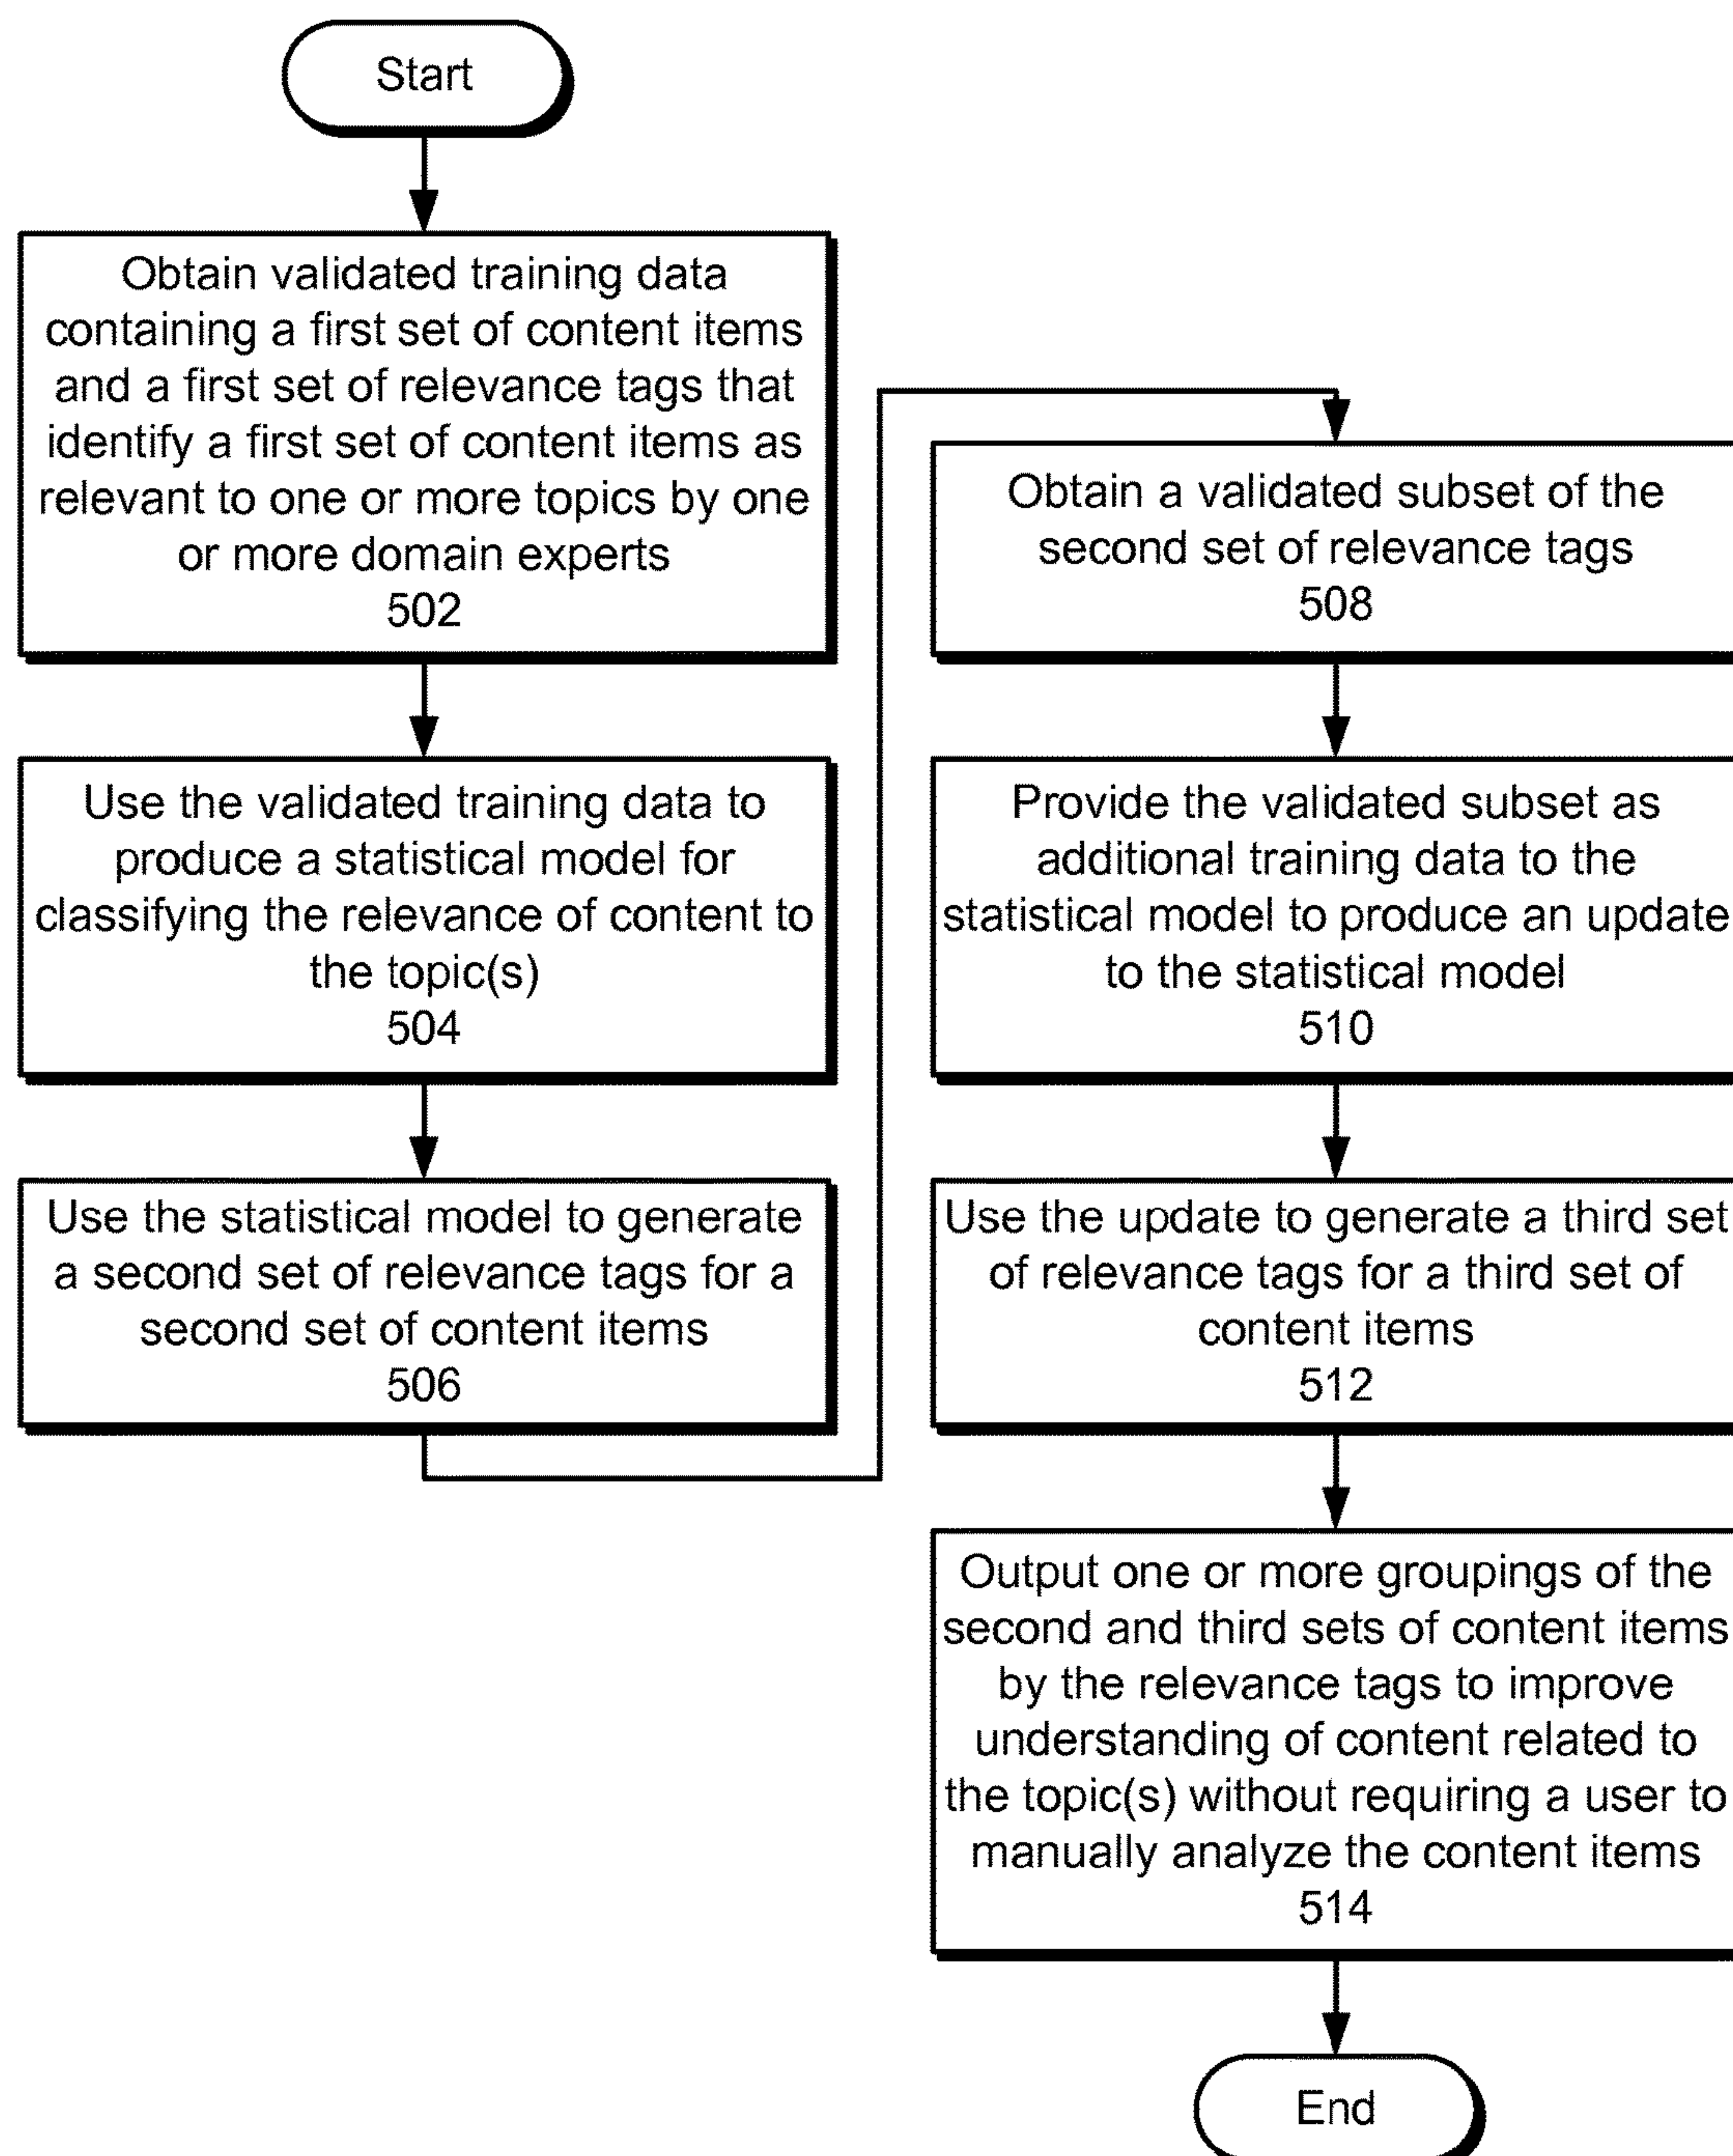 Start
Obtain validated training data
containing a first set of content items
and a first set of relevance tags that
identify a first set of content items as
relevant to one or more topics by one
or more domain experts
502
Use the validated training data to
produce a statistical model for
classifying the relevance of content to
the topic(s)
504
Use the statistical model to generate
a second set of relevance tags for a
second set of content items
506
Obtain a validated subset of the
second set of relevance tags
508
Provide the validated subset as
additional training data to the
statistical model to produce an update
to the statistical model
510
Use the update to generate a third set
of relevance tags for a third set of
content items
512
Output one or more groupings of the
second and third sets of content items
by the relevance tags to improve
understanding of content related to
the topic(s) without requiring a user to
manually analyze the content items
514
End